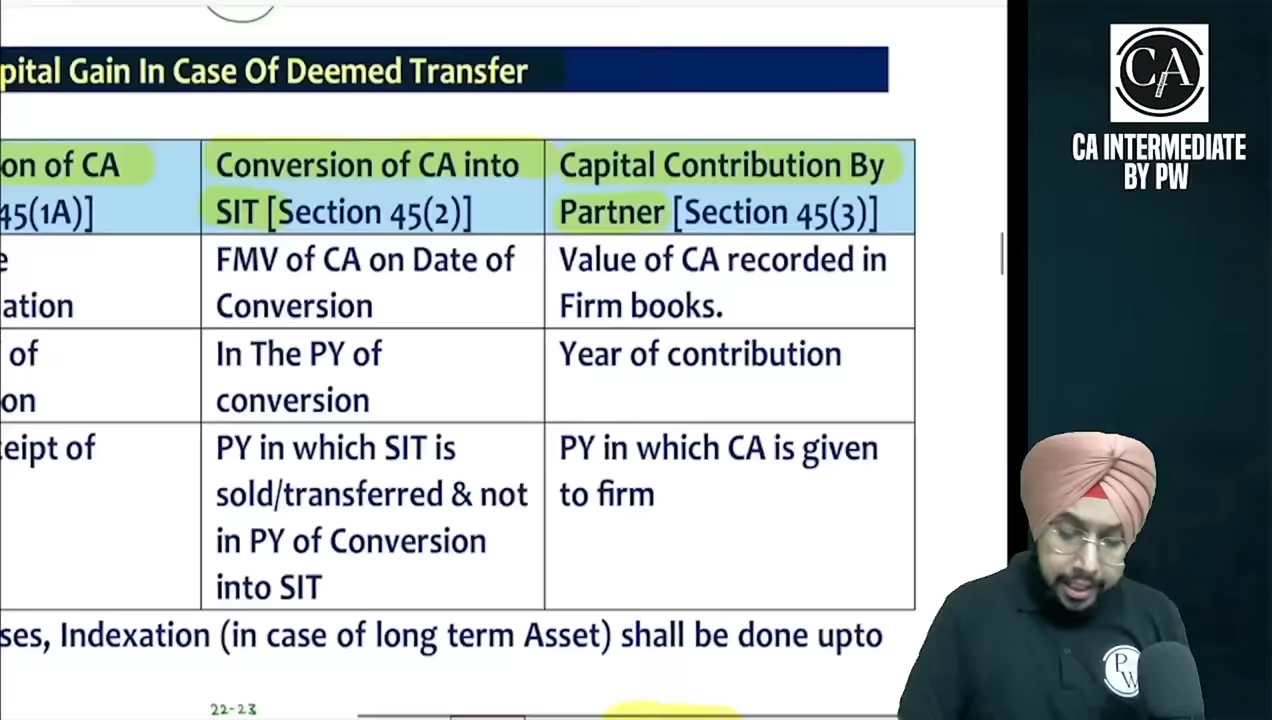 pital Gain In Case Of Deemed Transfer
on of CA
45(1A)]
Conversion of CA into
SIT [Section 45(2)]
Capital Contribution By
Partner [Section 45(3)]
e
ation
FMV of CA on Date of
Conversion
Value of CA recorded in
Firm books.
of
on
In The PY of
conversion
Year of contribution
eipt of
PY in which SIT is
sold/transferred & not
in PY of Conversion
into SIT
PY in which CA is given
to firm
ses, Indexation (in case of long term Asset) shall be done upto
22-23
CA
CA INTERMEDIATE
BY PW
PW